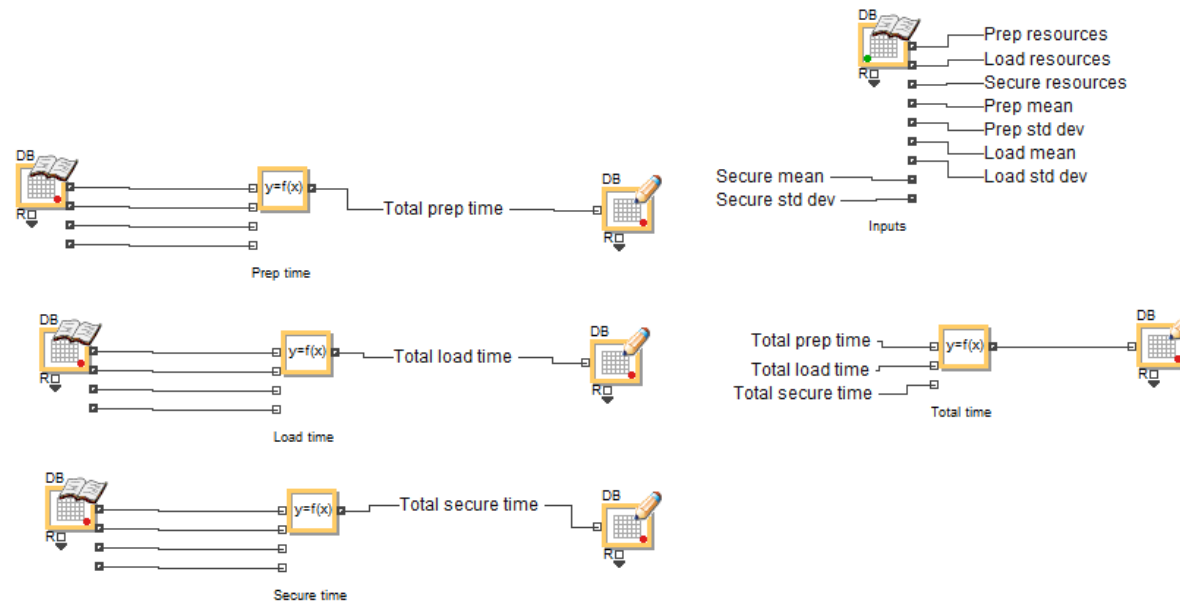 DB
R
y=f(x)
Total prep time
DB
R
Prep time
DB
R
y=f(x)
Total load time
DB
R
Load time
DB
R
y=f(x)
Total secure time
DB
R
Secure time
DB
R
Prep resources
Load resources
Secure resources
Prep mean
Prep std dev
Load mean
Load std dev
Secure mean
Secure std dev
Inputs
Total prep time
Total load time
Total secure time
y=f(x)
Total time
DB
R